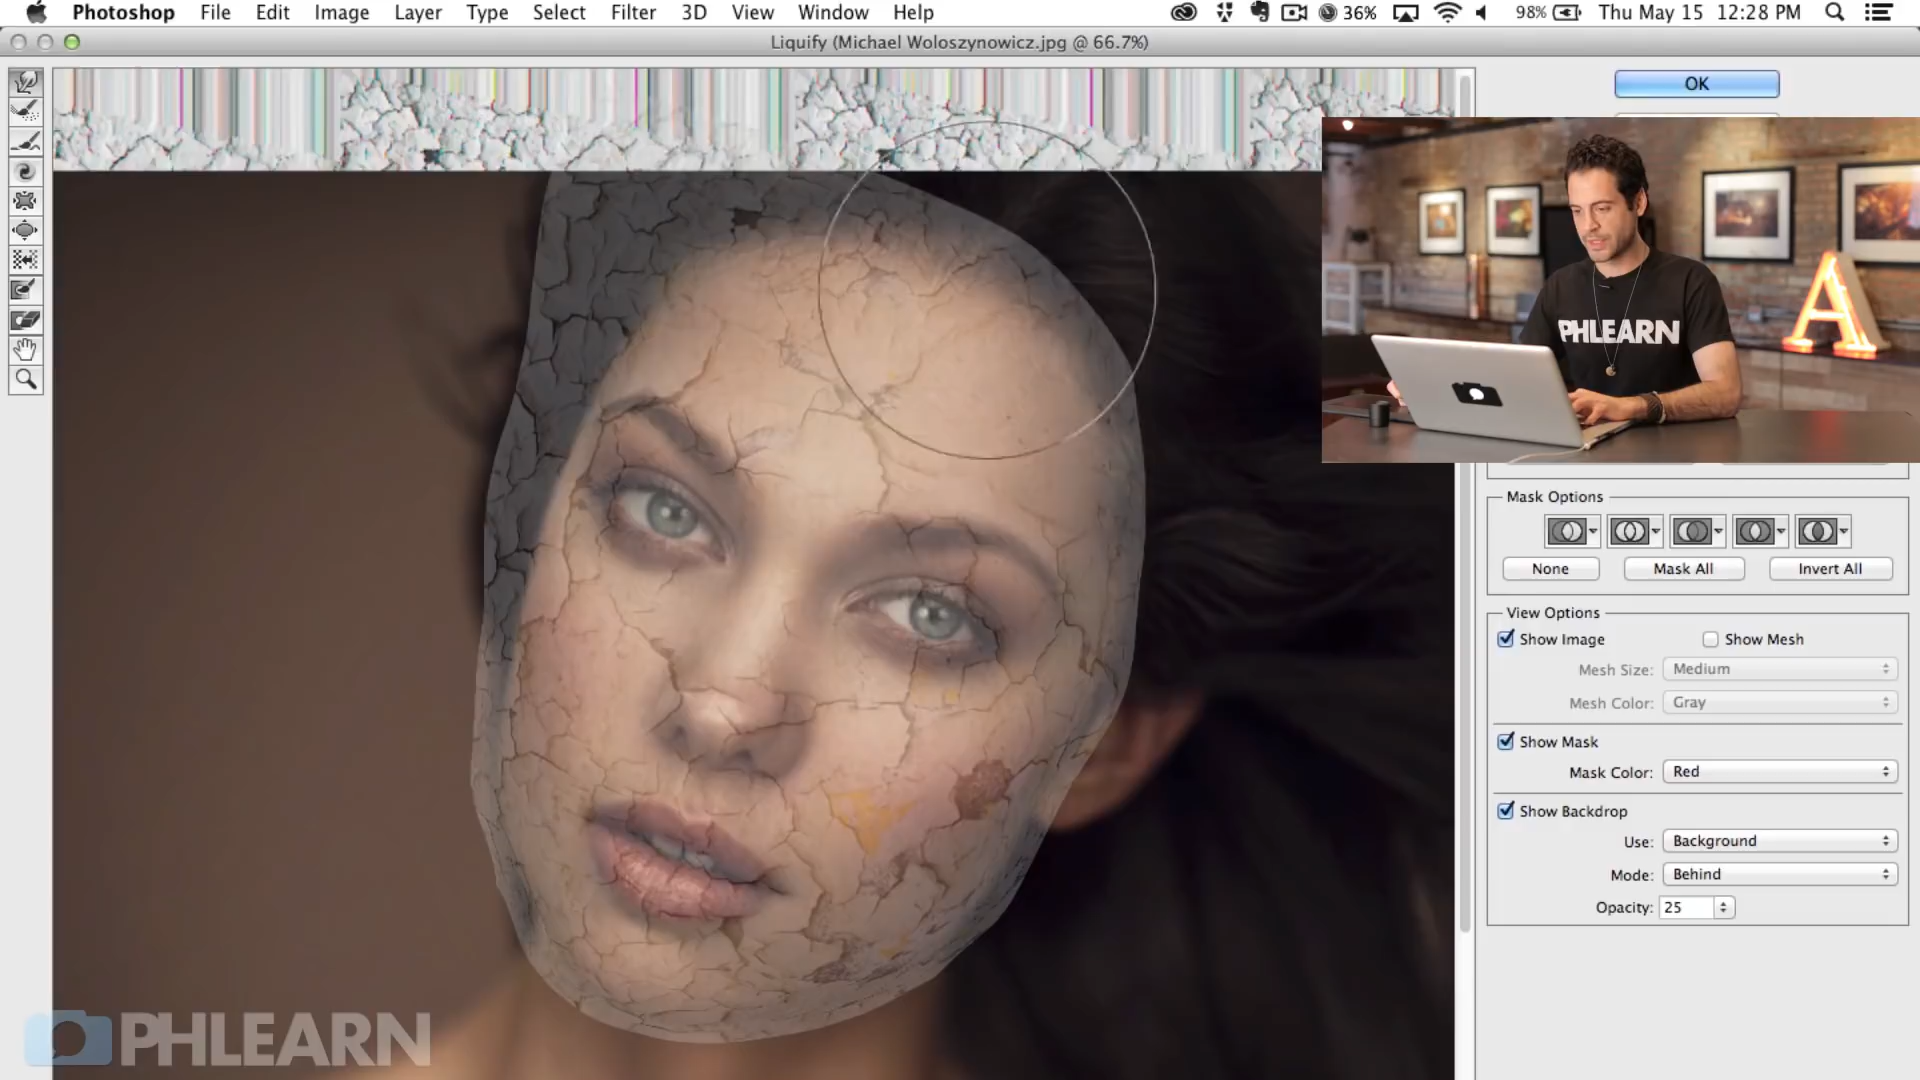 Photoshop File Edit Image Layer Type Select Filter 3D View Window Help 36% 98% Thu May 15 12:28 PM
Liquify (Michael Woloszynowicz.jpg @ 66.7%)
OK
A
PHLEARN
Mask Options
None Mask All Invert All
View Options
Show Image Show Mesh
Mesh Size: Medium
Mesh Color: Gray
Show Mask
Mask Color: Red
Show Backdrop
Use: Background
Mode: Behind
Opacity: 25
PHLEARN